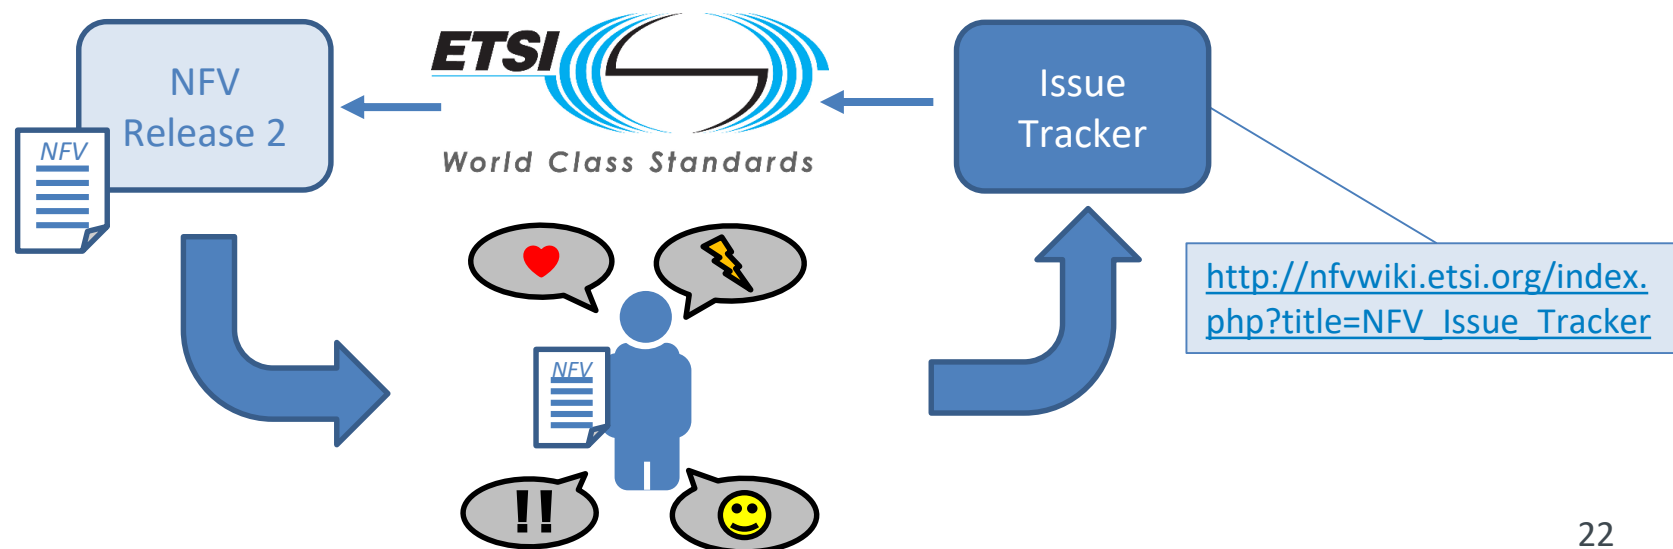 NFV
Release 2
NFV
ETSI
World Class Standards
Issue
Tracker
http://nfvwiki.etsi.org/index.
php?title=NFV_Issue_Tracker
NFV
!!
22